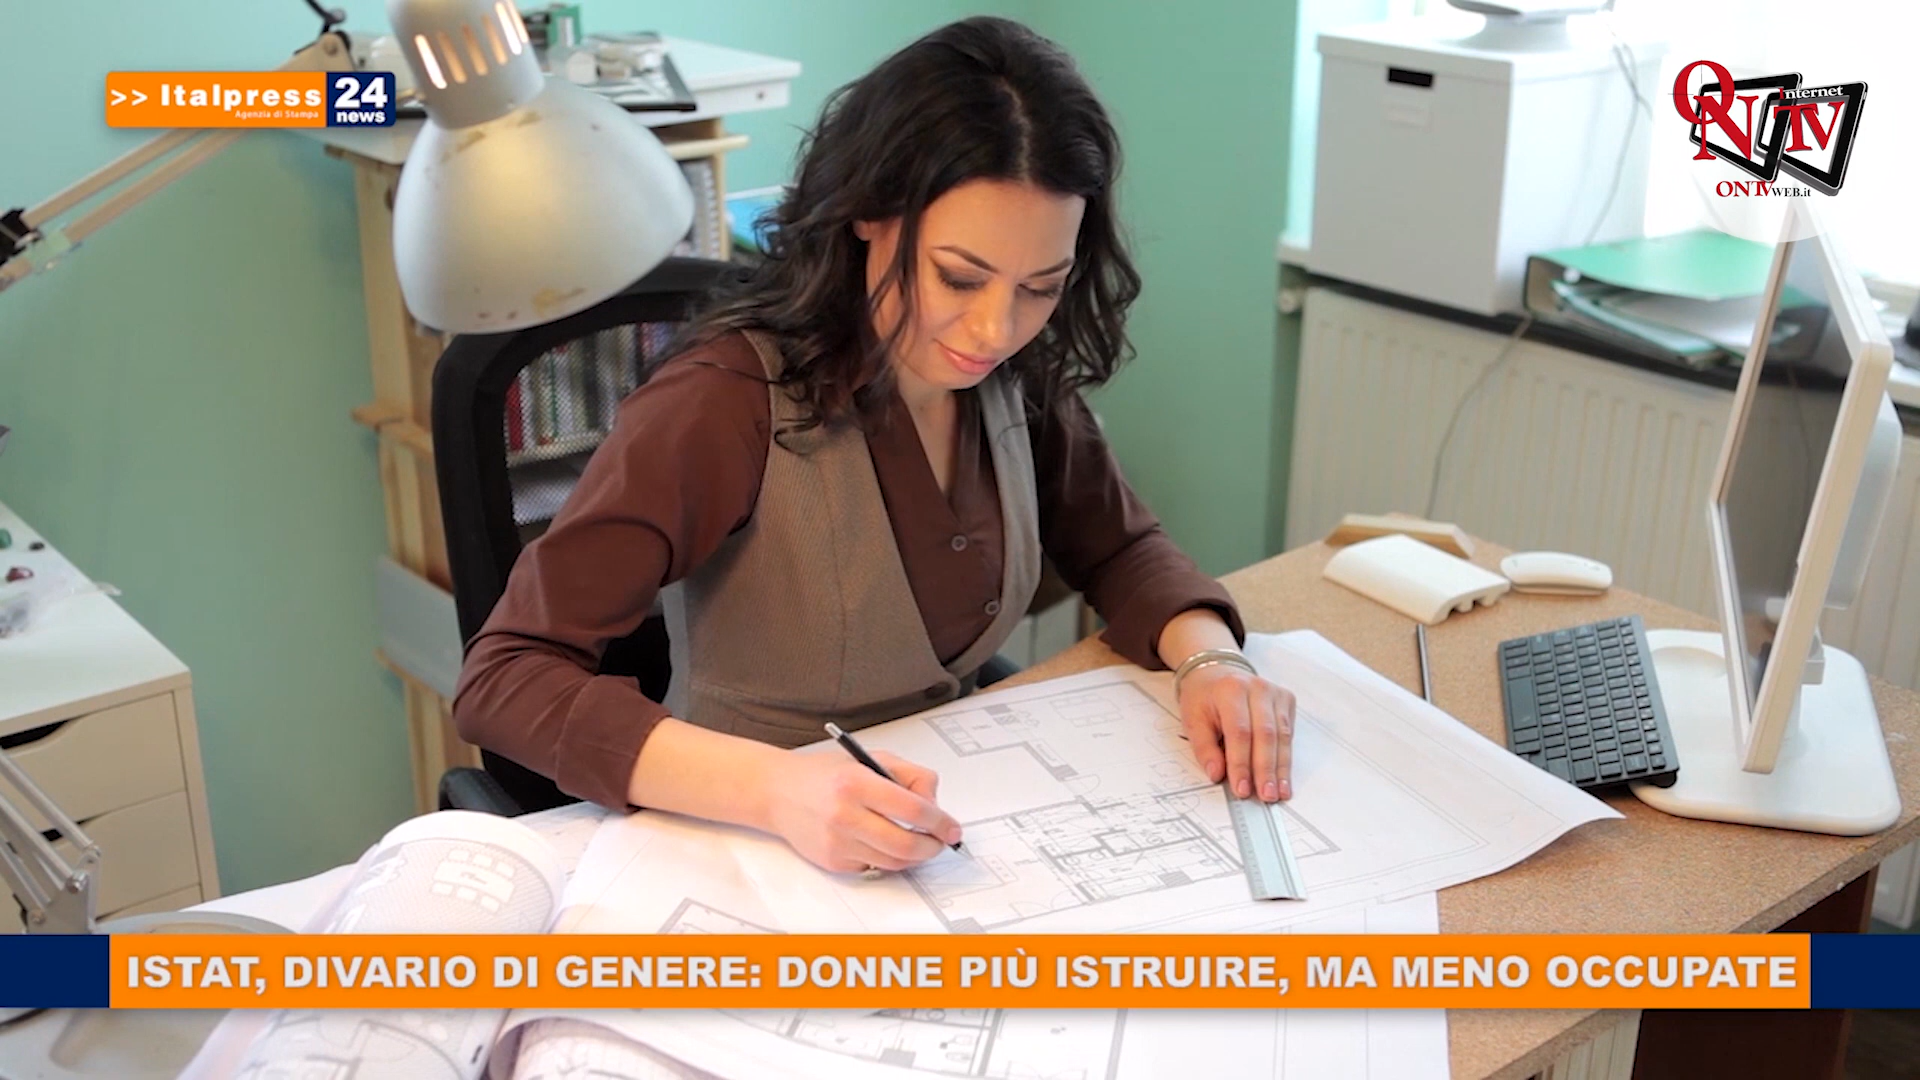 >> Italpress
Agenzia di Stampa
24
news
ON
Internet
TV
ONTVWEB.it
ISTAT, DIVARIO DI GENERE: DONNE PIÙ ISTRUIRE, MA MENO OCCUPATE